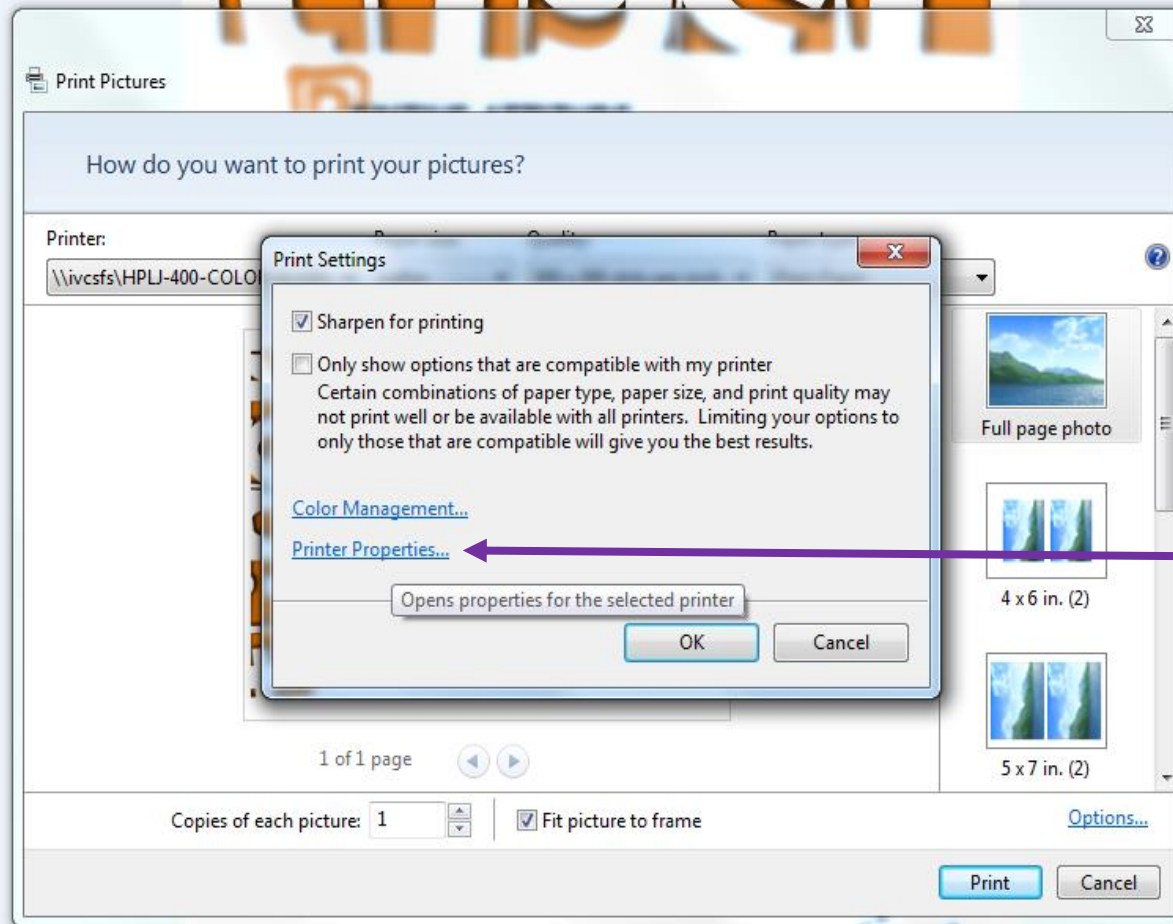 Print Pictures
How do you want to print your pictures?
Printer:
\\ivcsfs\HPLJ-400-COLO
Print Settings
Sharpen for printing
Only show options that are compatible with my printer
Certain combinations of paper type, paper size, and print quality may
not print well or be available with all printers. Limiting your options to
only those that are compatible will give you the best results.
Color Management...
Printer Properties...
Opens properties for the selected printer
OK
Cancel
Full page photo
4 x 6 in. (2)
5 x 7 in. (2)
1 of 1 page
Copies of each picture: 1
Fit picture to frame
Options...
Print
Cancel